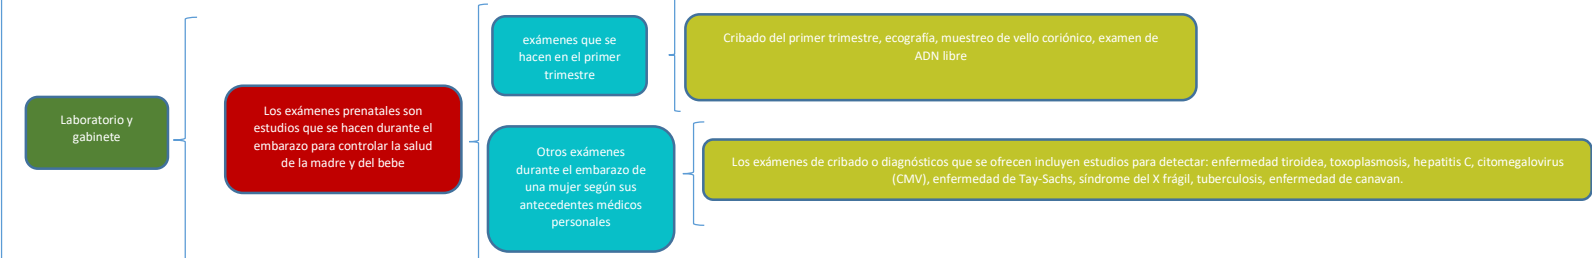 Laboratorio y
gabinete
Los exámenes prenatales son
estudios que se hacen durante el
embarazo para controlar la salud
de la madre y del bebe
exámenes que se
hacen en el primer
trimestre
Cribado del primer trimestre, ecografía, muestreo de vello coriónico, examen de
ADN libre
Otros exámenes
durante el embarazo de
una mujer según sus
antecedentes médicos
personales
Los exámenes de cribado o diagnósticos que se ofrecen incluyen estudios para detectar: enfermedad tiroidea, toxoplasmosis, hepatitis C, citomegalovirus
(CMV), enfermedad de Tay-Sachs, síndrome del X frágil, tuberculosis, enfermedad de canavan.